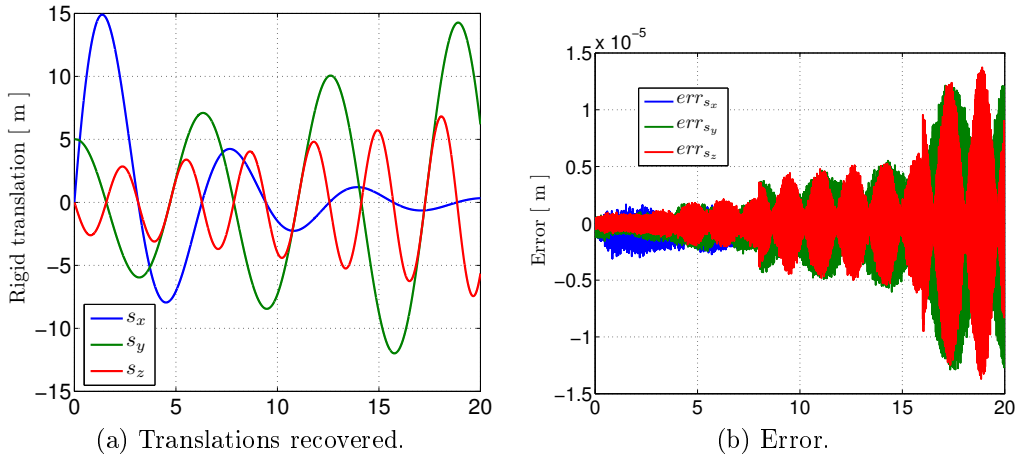 15
10
5
0
−5
−10
−15
0
5
10
15
20
Rigid translation [ m ]
s_x
s_y
s_z
(a) Translations recovered.
x 10^−5
1.5
1
0.5
0
−0.5
−1
−1.5
0
5
10
15
20
Error [ m ]
err_{s_x}
err_{s_y}
err_{s_z}
(b) Error.